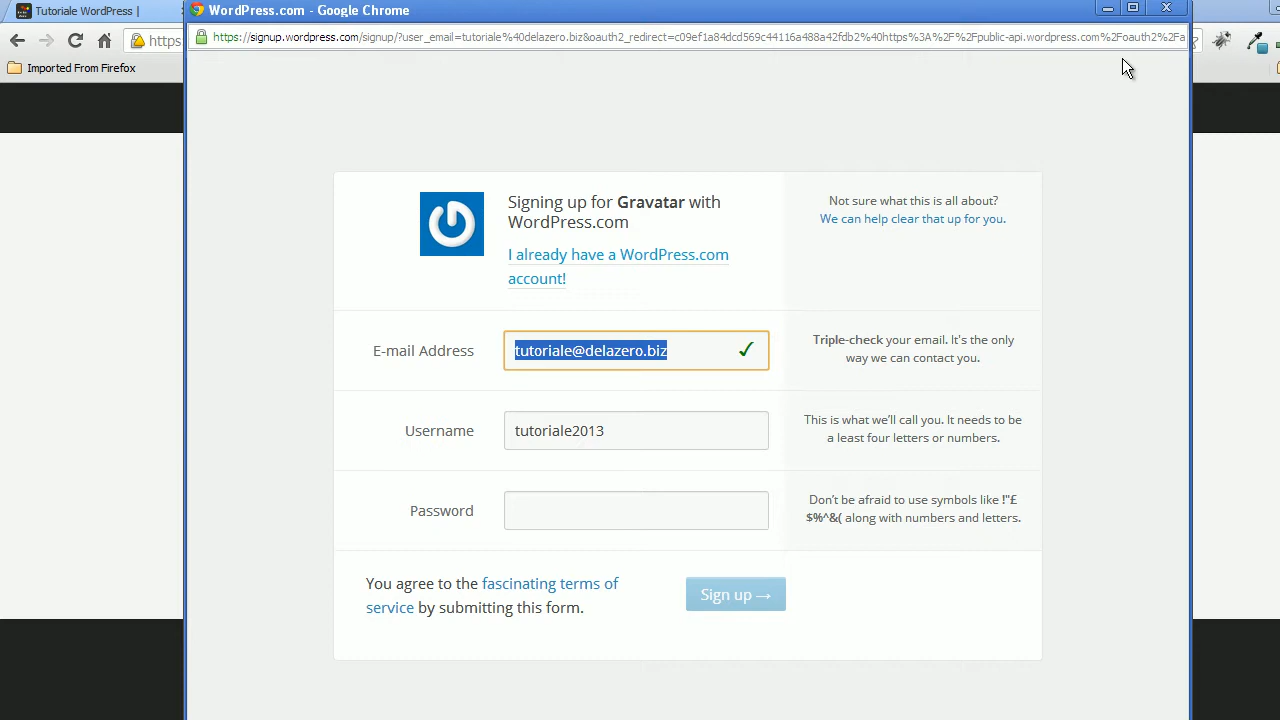 Tutoriale WordPress |
WordPress.com - Google Chrome
https
https://signup.wordpress.com/signup/?user_email=tutoriale%40delazero.biz&oauth2_redirect=c09ef1a84dcd569c44116a488a42fdb2%40https%3A%2F%2Fpublic-api.wordpress.com%2Foauth2%2Fa
Imported From Firefox
Signing up for Gravatar with
WordPress.com
I already have a WordPress.com
account!
Not sure what this is all about?
We can help clear that up for you.
E-mail Address
tutoriale@delazero.biz
Triple-check your email. It's the only
way we can contact you.
Username
tutoriale2013
This is what we'll call you. It needs to be
a least four letters or numbers.
Password
Don't be afraid to use symbols like !"£
$%^&( along with numbers and letters.
You agree to the fascinating terms of
service by submitting this form.
Sign up →